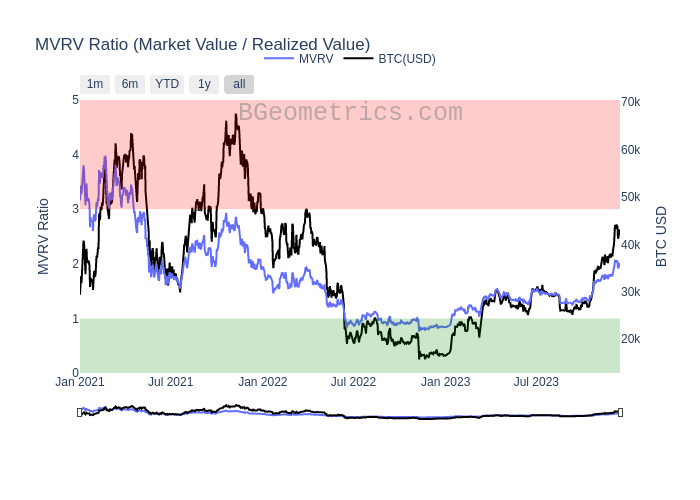 MVRV Ratio (Market Value / Realized Value)
MVRV BTC(USD)
1m 6m YTD 1y all
BGeometrics.com
5
4
3
2
1
0
MVRV Ratio
70k
60k
50k
40k
30k
20k
BTC USD
Jan 2021 Jul 2021 Jan 2022 Jul 2022 Jan 2023 Jul 2023